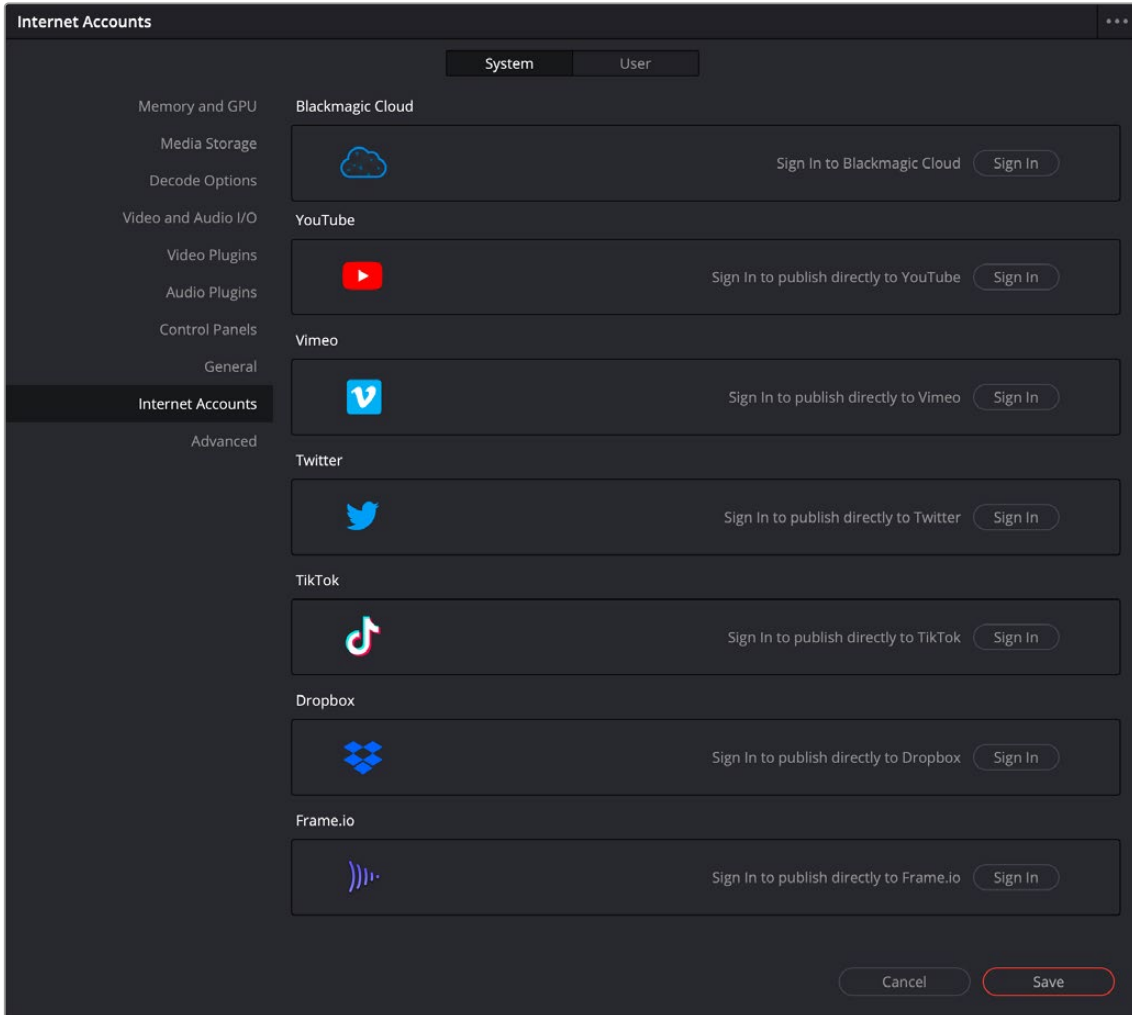 Internet Accounts
System
User
Memory and GPU
Media Storage
Decode Options
Video and Audio I/O
Video Plugins
Audio Plugins
Control Panels
General
Internet Accounts
Advanced
Blackmagic Cloud
Sign In to Blackmagic Cloud
Sign In
YouTube
Sign In to publish directly to YouTube
Sign In
Vimeo
Sign In to publish directly to Vimeo
Sign In
Twitter
Sign In to publish directly to Twitter
Sign In
TikTok
Sign In to publish directly to TikTok
Sign In
Dropbox
Sign In to publish directly to Dropbox
Sign In
Frame.io
Sign In to publish directly to Frame.io
Sign In
Cancel
Save